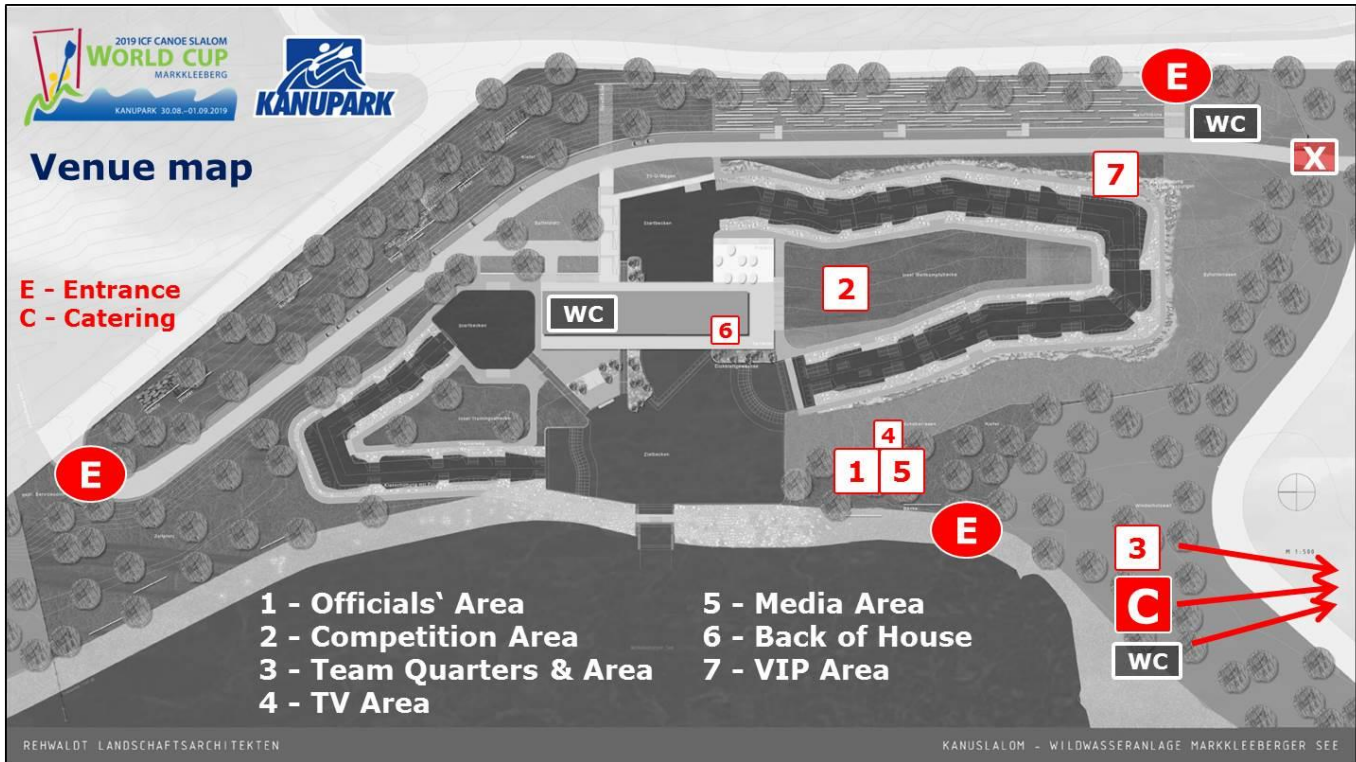 2019 ICF CANOE SLALOM
WORLD CUP
MARKKLEEBERG
KANUPARK 30.08.-01.09.2019
KANUPARK
Venue map
E - Entrance
C - Catering
E
WC
X
7
2
WC
6
4
1
5
E
E
3
C
WC
M 1:500
1 - Officials‘ Area
2 - Competition Area
3 - Team Quarters & Area
4 - TV Area
5 - Media Area
6 - Back of House
7 - VIP Area
REHWALDT LANDSCHAFTSARCHITEKTEN
KANUSLALOM - WILDWASSERANLAGE MARKKLEEBERGER SEE